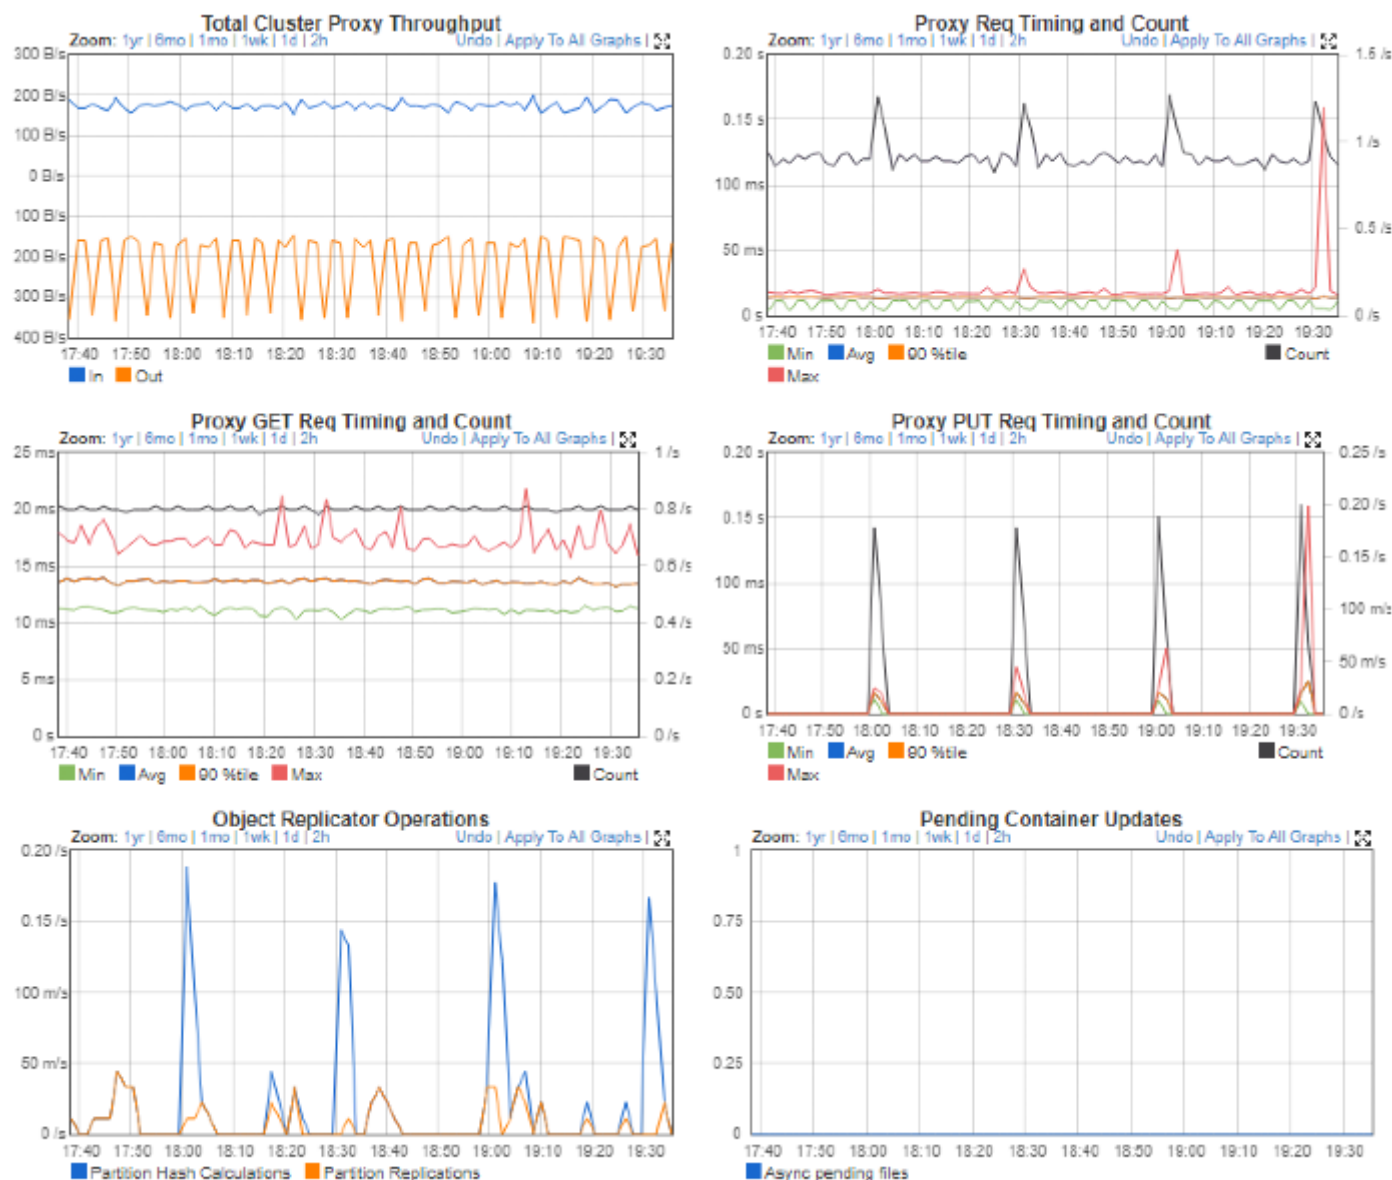 Total Cluster Proxy Throughput
Zoom: 1yr | 6mo | 1mo | 1wk | 1d | 2h Undo | Apply To All Graphs |
300 B/s
200 B/s
100 B/s
0 B/s
100 B/s
200 B/s
300 B/s
400 B/s
17:40 17:50 18:00 18:10 18:20 18:30 18:40 18:50 19:00 19:10 19:20 19:30
In Out
Proxy Req Timing and Count
Zoom: 1yr | 6mo | 1mo | 1wk | 1d | 2h Undo | Apply To All Graphs |
0.20 s 1.5 /s
0.15 s
1 /s
100 ms
50 ms 0.5 /s
0 s 0 /s
17:40 17:50 18:00 18:10 18:20 18:30 18:40 18:50 19:00 19:10 19:20 19:30
Min Avg 90 %tile Count
Max
Proxy GET Req Timing and Count
Zoom: 1yr | 6mo | 1mo | 1wk | 1d | 2h Undo | Apply To All Graphs |
25 ms 1 /s
20 ms 0.8 /s
15 ms 0.6 /s
10 ms 0.4 /s
5 ms 0.2 /s
0 s 0 /s
17:40 17:50 18:00 18:10 18:20 18:30 18:40 18:50 19:00 19:10 19:20 19:30
Min Avg 90 %tile Max Count
Proxy PUT Req Timing and Count
Zoom: 1yr | 6mo | 1mo | 1wk | 1d | 2h Undo | Apply To All Graphs |
0.20 s 0.25 /s
0.20 /s
0.15 s
0.15 /s
100 ms
100 m/s
50 ms 50 m/s
0 s 0 /s
17:40 17:50 18:00 18:10 18:20 18:30 18:40 18:50 19:00 19:10 19:20 19:30
Min Avg 90 %tile Count
Max
Object Replicator Operations
Zoom: 1yr | 6mo | 1mo | 1wk | 1d | 2h Undo | Apply To All Graphs |
0.20 /s
0.15 /s
100 m/s
50 m/s
0 /s
17:40 17:50 18:00 18:10 18:20 18:30 18:40 18:50 19:00 19:10 19:20 19:30
Partition Hash Calculations Partition Replications
Pending Container Updates
Zoom: 1yr | 6mo | 1mo | 1wk | 1d | 2h Undo | Apply To All Graphs |
1
0.75
0.5
0.25
0
17:40 17:50 18:00 18:10 18:20 18:30 18:40 18:50 19:00 19:10 19:20 19:30
Async pending files